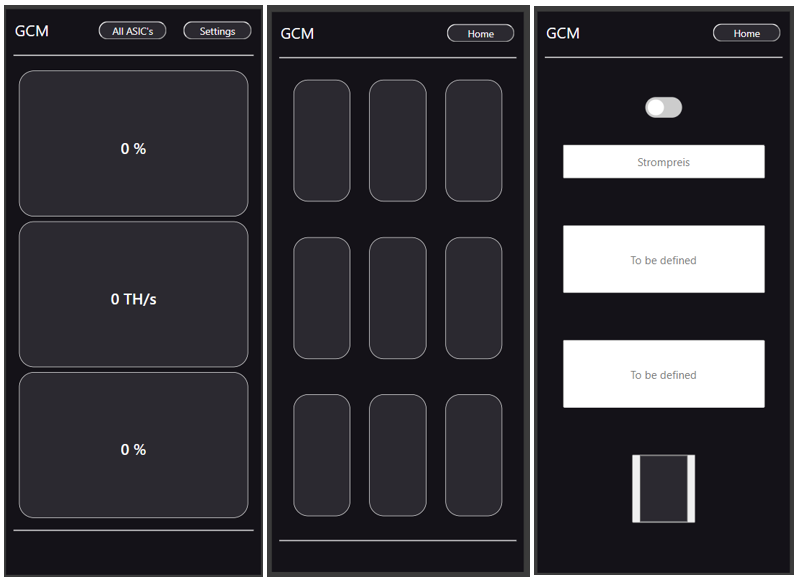 GCM
All ASIC's
Settings
0 %
0 TH/s
0 %
GCM
Home
GCM
Home
Strompreis
To be defined
To be defined